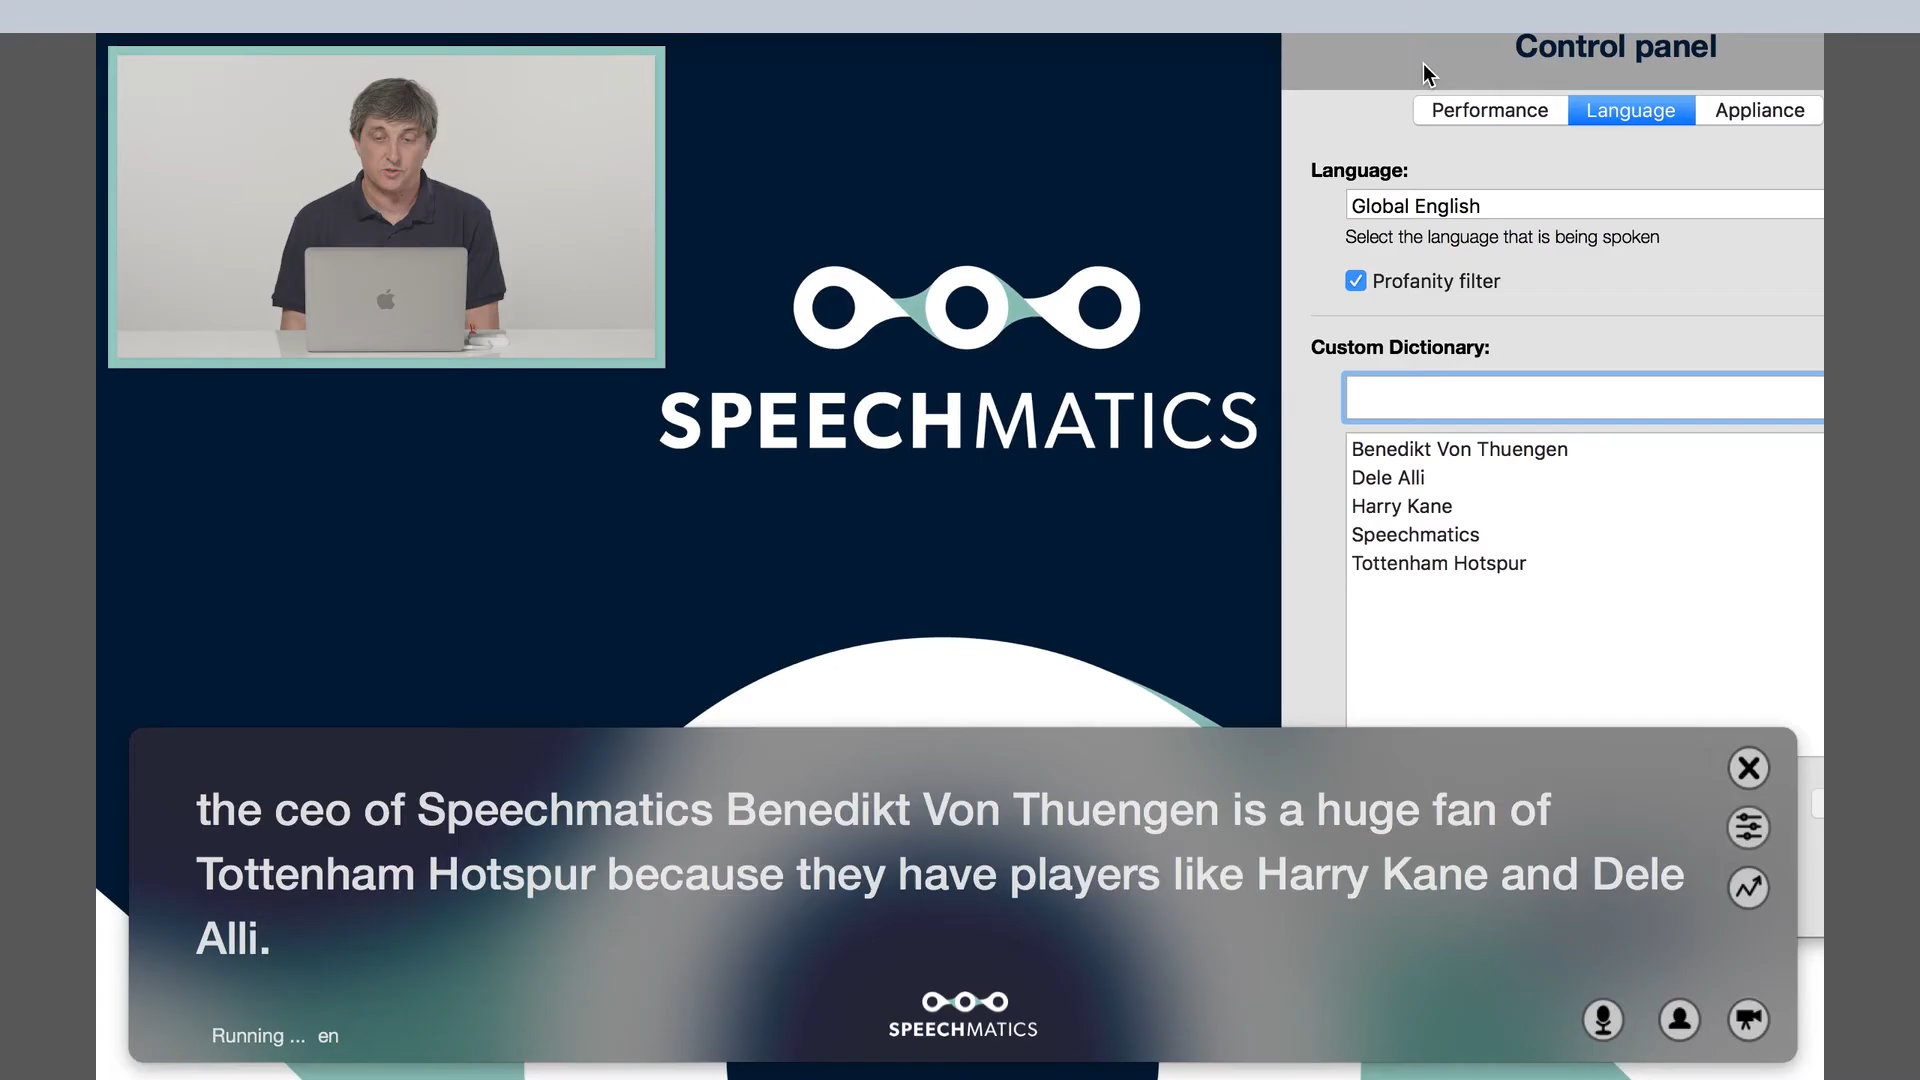 Control panel
Performance Language Appliance
Language:
Global English
Select the language that is being spoken
Profanity filter
Custom Dictionary:
Benedikt Von Thuengen
Dele Alli
Harry Kane
Speechmatics
Tottenham Hotspur
SPEECHMATICS
the ceo of Speechmatics Benedikt Von Thuengen is a huge fan of
Tottenham Hotspur because they have players like Harry Kane and Dele
Alli.
Running ... en
SPEECHMATICS